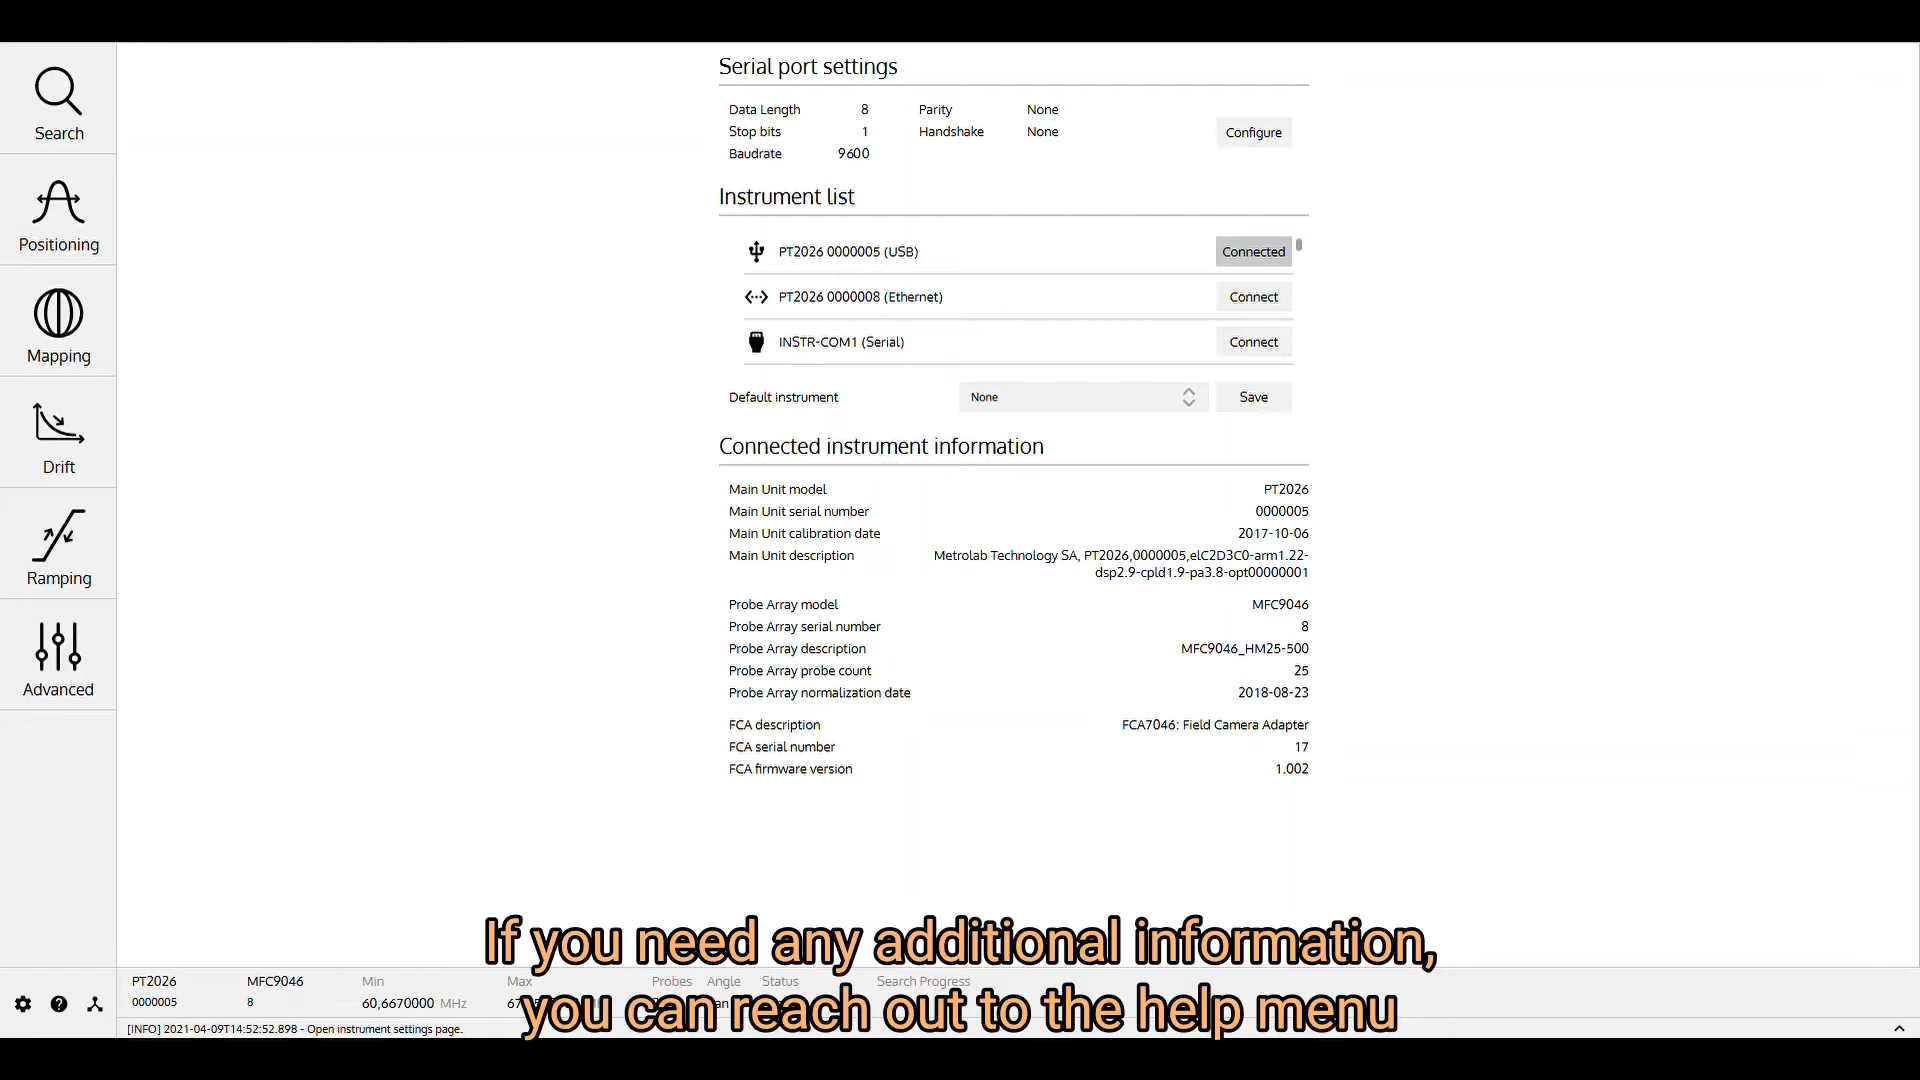 Search
Positioning
Mapping
Drift
Ramping
Advanced
Serial port settings
Data Length 8 Parity None
Stop bits 1 Handshake None
Baudrate 9600
Configure
Instrument list
PT2026 0000005 (USB) Connected
PT2026 0000008 (Ethernet) Connect
INSTR-COM1 (Serial) Connect
Default instrument None Save
Connected instrument information
Main Unit model PT2026
Main Unit serial number 0000005
Main Unit calibration date 2017-10-06
Main Unit description Metrolab Technology SA, PT2026,0000005,elC2D3C0-arm1.22-
dsp2.9-cpld1.9-pa3.8-opt00000001
Probe Array model MFC9046
Probe Array serial number 8
Probe Array description MFC9046_HM25-500
Probe Array probe count 25
Probe Array normalization date 2018-08-23
FCA description FCA7046: Field Camera Adapter
FCA serial number 17
FCA firmware version 1.002
If you need any additional information,
you can reach out to the help menu
PT2026 MFC9046 Min Max Probes Angle Status Search Progress
0000005 8 60,6670000 MHz
[INFO] 2021-04-09T14:52:52.898 - Open instrument settings page.